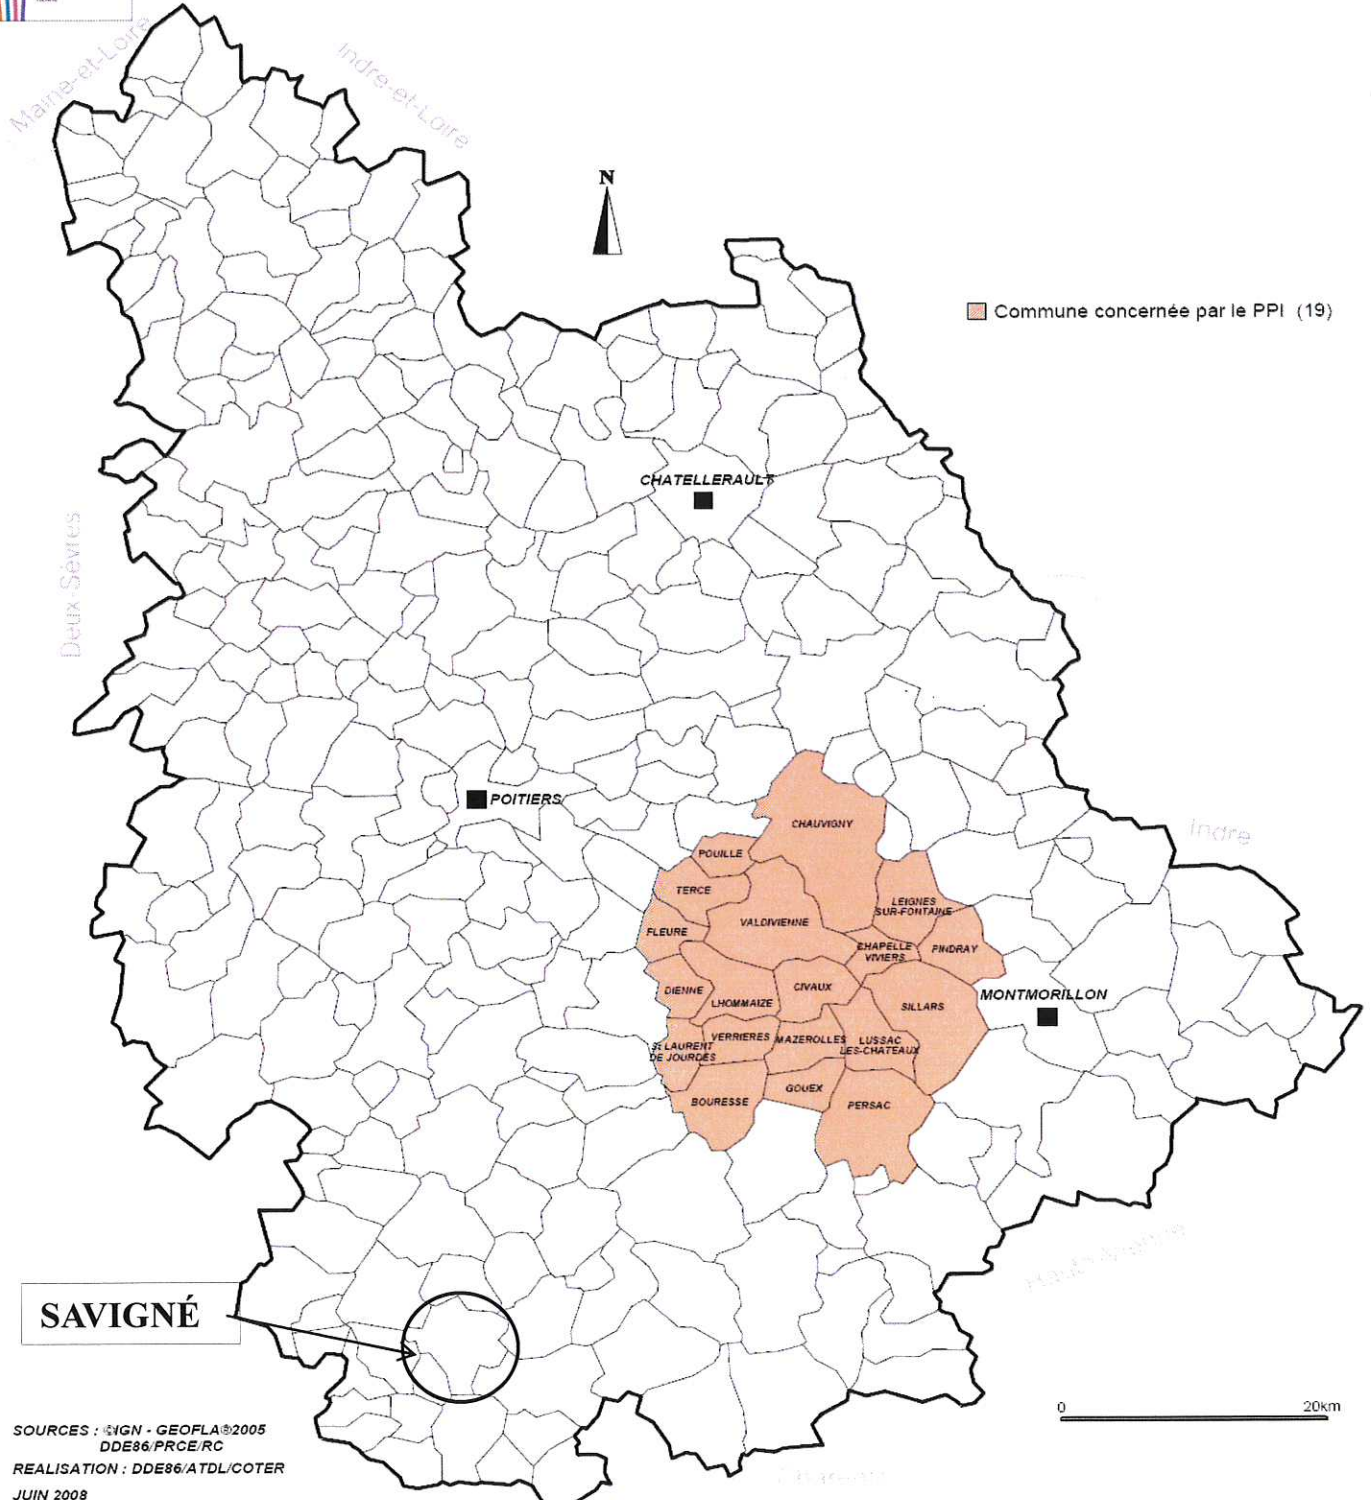 Maine-et-Loire
Indre-et-Loire
N
Commune concernée par le PPI (19)
CHATELLERAULT
Deux-Sèvres
POITIERS
CHAUVIGNY
Indre
POUILLE
TERCE
LEIGNES
SUR-FONTAINE
VALDIVIENNE
FLEURE
CHAPELLE
VIVIERS
PINDRAY
DIENNE
CIVAUX
MONTMORILLON
LHOMMAIZE
SILLARS
VERRIERES
MAZEROLLES
LUSSAC
LES-CHATEAUX
St LAURENT
DE JOURDES
GOUEX
BOURESSE
PERSAC
Haute-Vienne
SAVIGNÉ
0 20km
SOURCES : ©IGN - GEOFLA®2005
DDE86/PRCE/RC
REALISATION : DDE86/ATDL/COTER
JUIN 2008